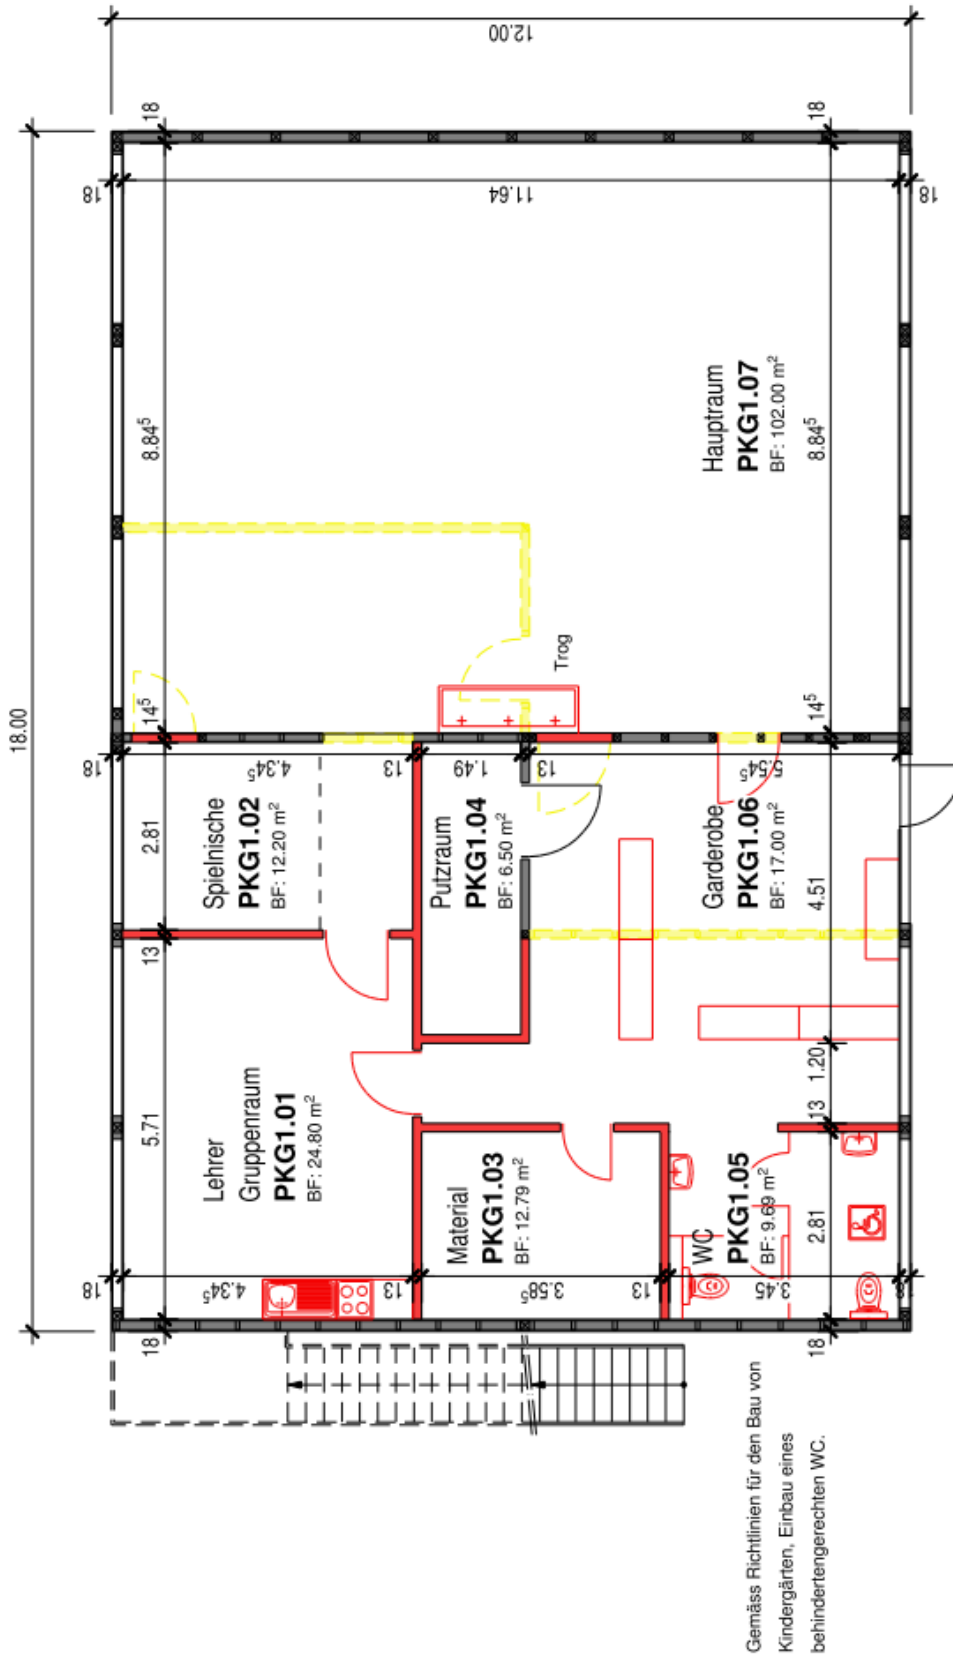 18.00
18
18
18
18
5.71
13
2.81
14⁵
8.84⁵
18
Lehrer
Gruppenraum
PKG1.01
BF: 24.80 m²
Spielnische
PKG1.02
BF: 12.20 m²
4.34⁵
4.34⁵
13
13
Material
PKG1.03
BF: 12.79 m²
Putzraum
PKG1.04
BF: 6.50 m²
1.49
13
3.58⁵
13
11.64
12.00
Trog
WC
PKG1.05
BF: 9.69 m²
Garderobe
PKG1.06
BF: 17.00 m²
Hauptraum
PKG1.07
BF: 102.00 m²
3.45
5.54⁵
18
2.81
13
1.20
4.51
14⁵
8.84⁵
18
18
18
Gemäss Richtlinien für den Bau von
Kindergärten, Einbau eines
behindertengerechten WC.